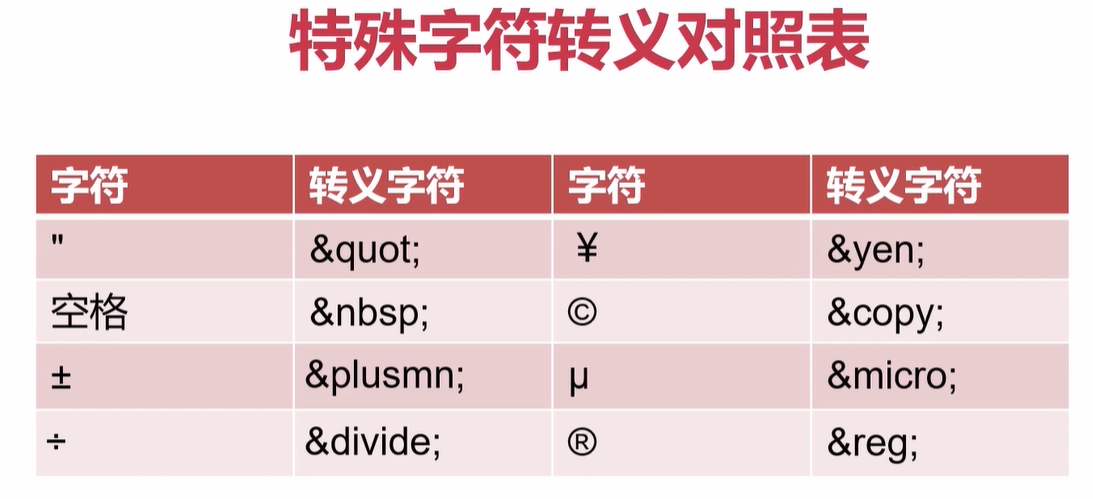 特殊字符转义对照表
字符 转义字符 字符 转义字符
" &quot; ¥ &yen;
空格 &nbsp; © &copy;
± &plusmn; μ &micro;
÷ &divide; ® &reg;